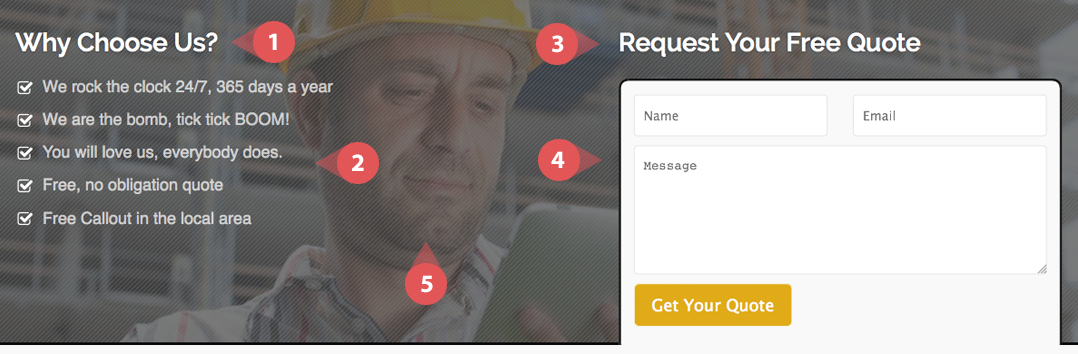 Why Choose Us?
1
We rock the clock 24/7, 365 days a year
We are the bomb, tick tick BOOM!
You will love us, everybody does.
2
Free, no obligation quote
Free Callout in the local area
5
3
Request Your Free Quote
Name
Email
4
Message
Get Your Quote